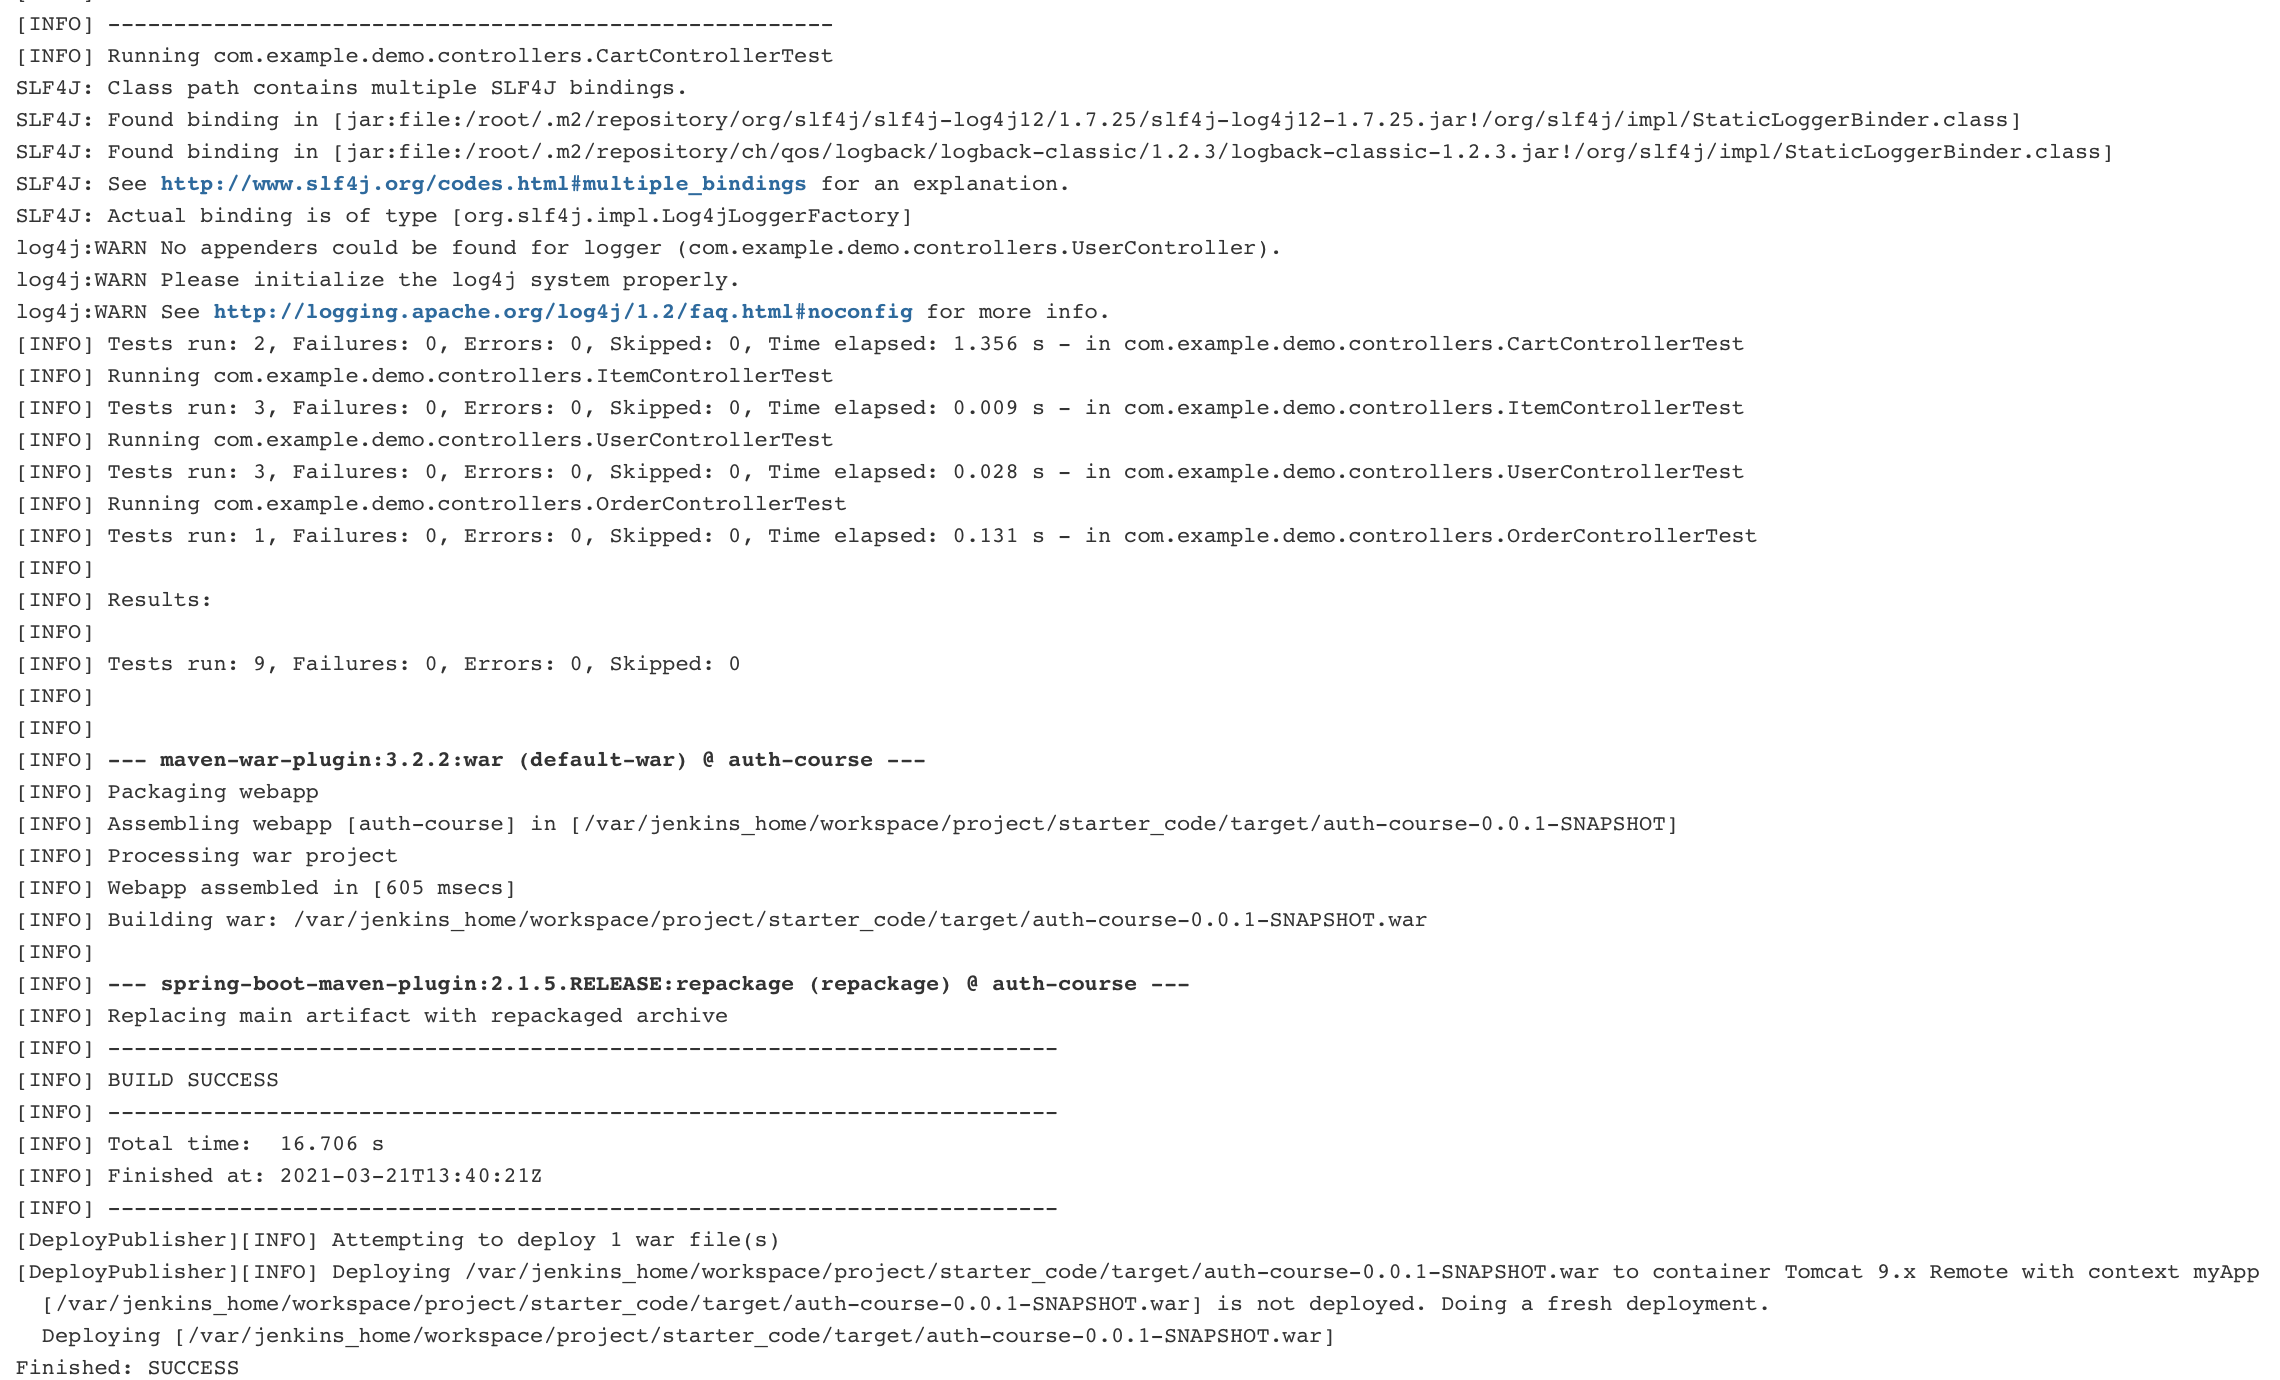 [INFO] -------------------------------------------------------
[INFO] Running com.example.demo.controllers.CartControllerTest
SLF4J: Class path contains multiple SLF4J bindings.
SLF4J: Found binding in [jar:file:/root/.m2/repository/org/slf4j/slf4j-log4j12/1.7.25/slf4j-log4j12-1.7.25.jar!/org/slf4j/impl/StaticLoggerBinder.class]
SLF4J: Found binding in [jar:file:/root/.m2/repository/ch/qos/logback/logback-classic/1.2.3/logback-classic-1.2.3.jar!/org/slf4j/impl/StaticLoggerBinder.class]
SLF4J: See http://www.slf4j.org/codes.html#multiple_bindings for an explanation.
SLF4J: Actual binding is of type [org.slf4j.impl.Log4jLoggerFactory]
log4j:WARN No appenders could be found for logger (com.example.demo.controllers.UserController).
log4j:WARN Please initialize the log4j system properly.
log4j:WARN See http://logging.apache.org/log4j/1.2/faq.html#noconfig for more info.
[INFO] Tests run: 2, Failures: 0, Errors: 0, Skipped: 0, Time elapsed: 1.356 s - in com.example.demo.controllers.CartControllerTest
[INFO] Running com.example.demo.controllers.ItemControllerTest
[INFO] Tests run: 3, Failures: 0, Errors: 0, Skipped: 0, Time elapsed: 0.009 s - in com.example.demo.controllers.ItemControllerTest
[INFO] Running com.example.demo.controllers.UserControllerTest
[INFO] Tests run: 3, Failures: 0, Errors: 0, Skipped: 0, Time elapsed: 0.028 s - in com.example.demo.controllers.UserControllerTest
[INFO] Running com.example.demo.controllers.OrderControllerTest
[INFO] Tests run: 1, Failures: 0, Errors: 0, Skipped: 0, Time elapsed: 0.131 s - in com.example.demo.controllers.OrderControllerTest
[INFO]
[INFO] Results:
[INFO]
[INFO] Tests run: 9, Failures: 0, Errors: 0, Skipped: 0
[INFO]
[INFO]
[INFO] --- maven-war-plugin:3.2.2:war (default-war) @ auth-course ---
[INFO] Packaging webapp
[INFO] Assembling webapp [auth-course] in [/var/jenkins_home/workspace/project/starter_code/target/auth-course-0.0.1-SNAPSHOT]
[INFO] Processing war project
[INFO] Webapp assembled in [605 msecs]
[INFO] Building war: /var/jenkins_home/workspace/project/starter_code/target/auth-course-0.0.1-SNAPSHOT.war
[INFO]
[INFO] --- spring-boot-maven-plugin:2.1.5.RELEASE:repackage (repackage) @ auth-course ---
[INFO] Replacing main artifact with repackaged archive
[INFO] ------------------------------------------------------------------------
[INFO] BUILD SUCCESS
[INFO] ------------------------------------------------------------------------
[INFO] Total time:  16.706 s
[INFO] Finished at: 2021-03-21T13:40:21Z
[INFO] ------------------------------------------------------------------------
[DeployPublisher][INFO] Attempting to deploy 1 war file(s)
[DeployPublisher][INFO] Deploying /var/jenkins_home/workspace/project/starter_code/target/auth-course-0.0.1-SNAPSHOT.war to container Tomcat 9.x Remote with context myApp
  [/var/jenkins_home/workspace/project/starter_code/target/auth-course-0.0.1-SNAPSHOT.war] is not deployed. Doing a fresh deployment.
  Deploying [/var/jenkins_home/workspace/project/starter_code/target/auth-course-0.0.1-SNAPSHOT.war]
Finished: SUCCESS